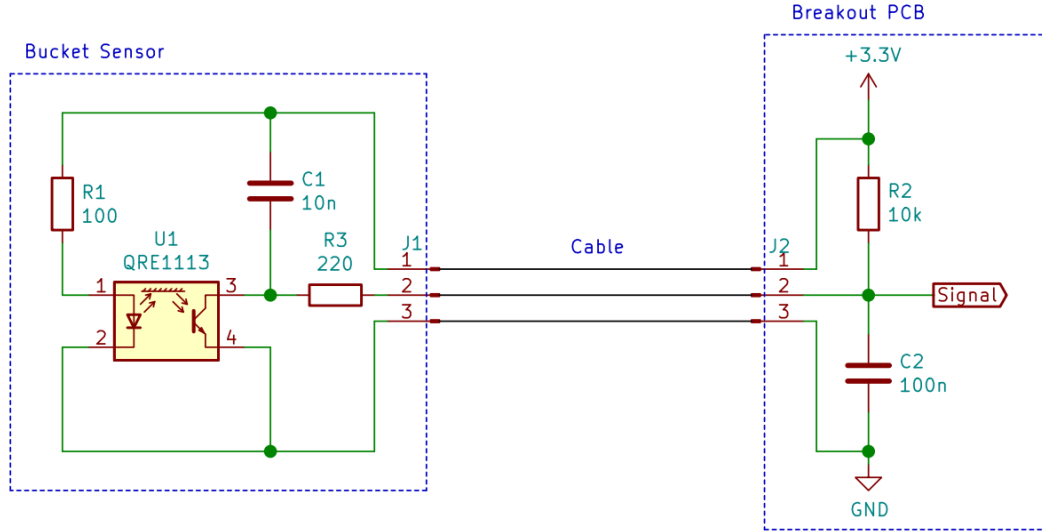 Breakout PCB
Bucket Sensor
+3.3V
R1
100
C1
10n
R2
10k
U1
QRE1113
R3
220
J1
Cable
J2
1
2
3
4
1
2
3
1
2
3
Signal
C2
100n
GND